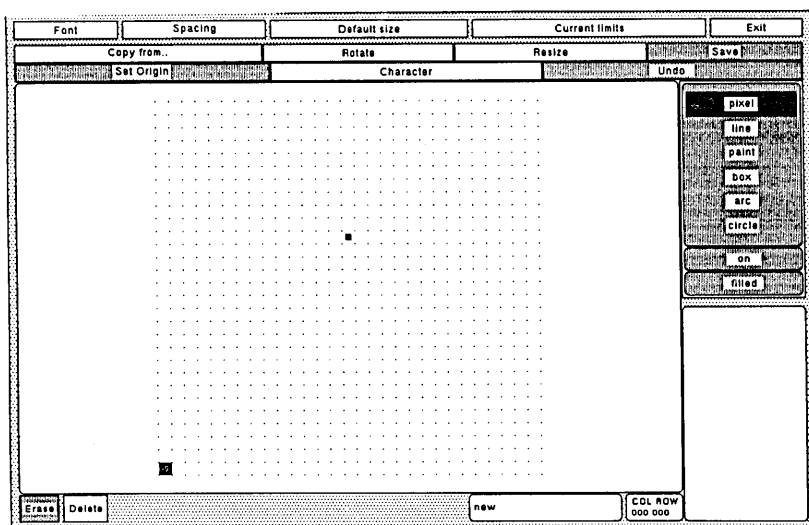 Font Spacing Default size Current limits Exit
Copy from.. Rotate Resize Save
Set Origin Character Undo
pixel
line
paint
box
arc
circle
on
filled
Erase Delete new COL ROW
000 000